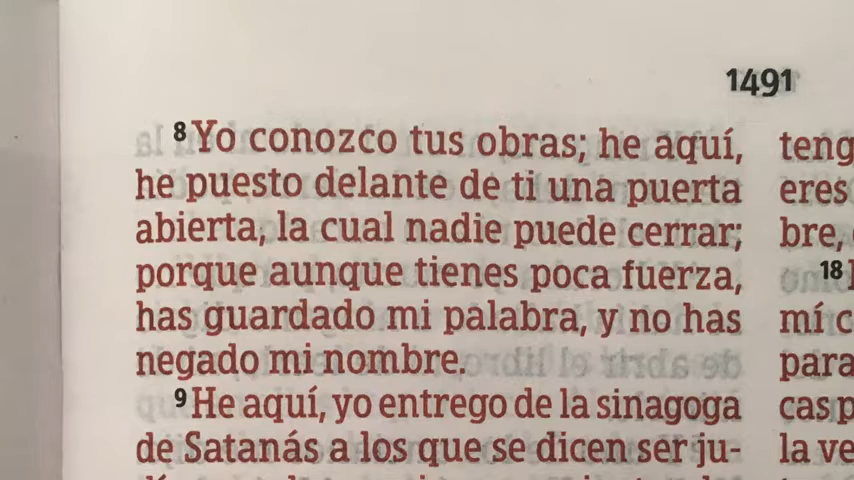 1491
8 Yo conozco tus obras; he aquí,
he puesto delante de ti una puerta
abierta, la cual nadie puede cerrar;
porque aunque tienes poca fuerza,
has guardado mi palabra, y no has
negado mi nombre.
9 He aquí, yo entrego de la sinagoga
de Satanás a los que se dicen ser ju-
teng
eres
bre,
18
mí c
para
cas p
la ve